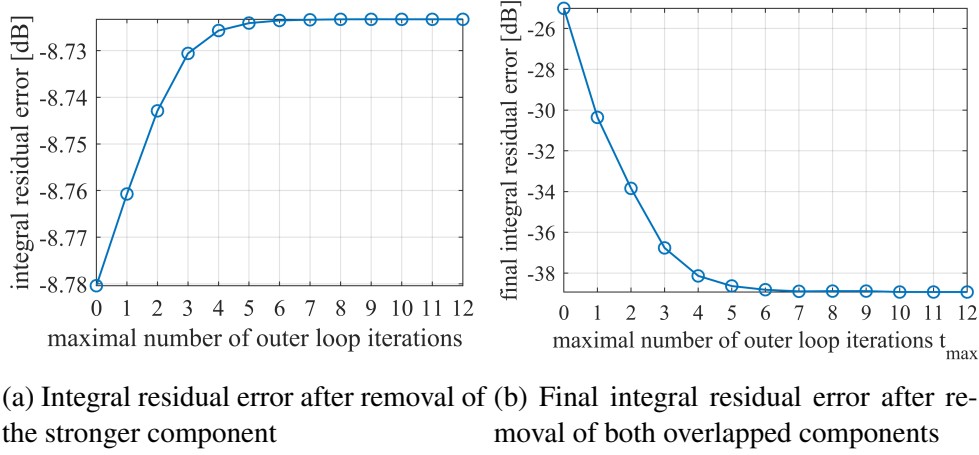 integral residual error [dB]
-8.73
-8.74
-8.75
-8.76
-8.77
-8.78
0 1 2 3 4 5 6 7 8 9 10 11 12
maximal number of outer loop iterations
final integral residual error [dB]
-26
-28
-30
-32
-34
-36
-38
0 1 2 3 4 5 6 7 8 9 10 11 12
maximal number of outer loop iterations t_max
(a) Integral residual error after removal of
the stronger component
(b) Final integral residual error after re-
moval of both overlapped components